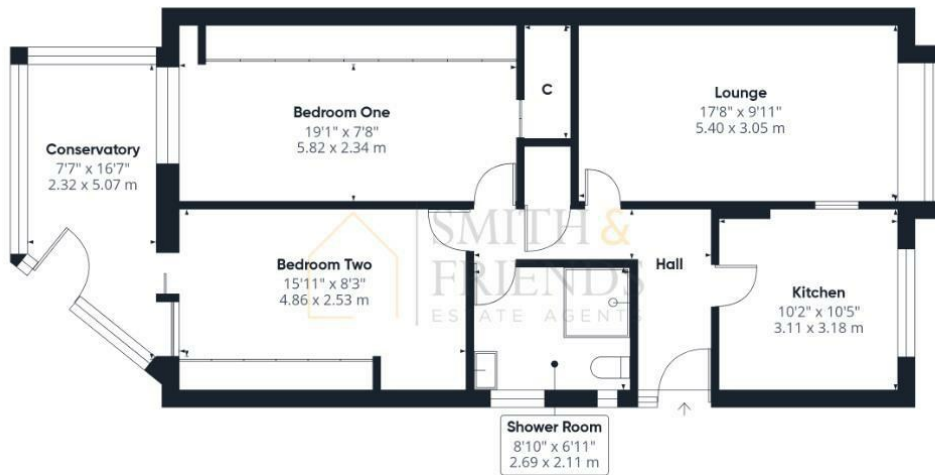 Conservatory
7'7" x 16'7"
2.32 x 5.07 m
Bedroom One
19'1" x 7'8"
5.82 x 2.34 m
C
Lounge
17'8" x 9'11"
5.40 x 3.05 m
Bedroom Two
15'11" x 8'3"
4.86 x 2.53 m
SMITH &
FRIENDS
ESTATE AGENTS
Hall
Kitchen
10'2" x 10'5"
3.11 x 3.18 m
Shower Room
8'10" x 6'11"
2.69 x 2.11 m